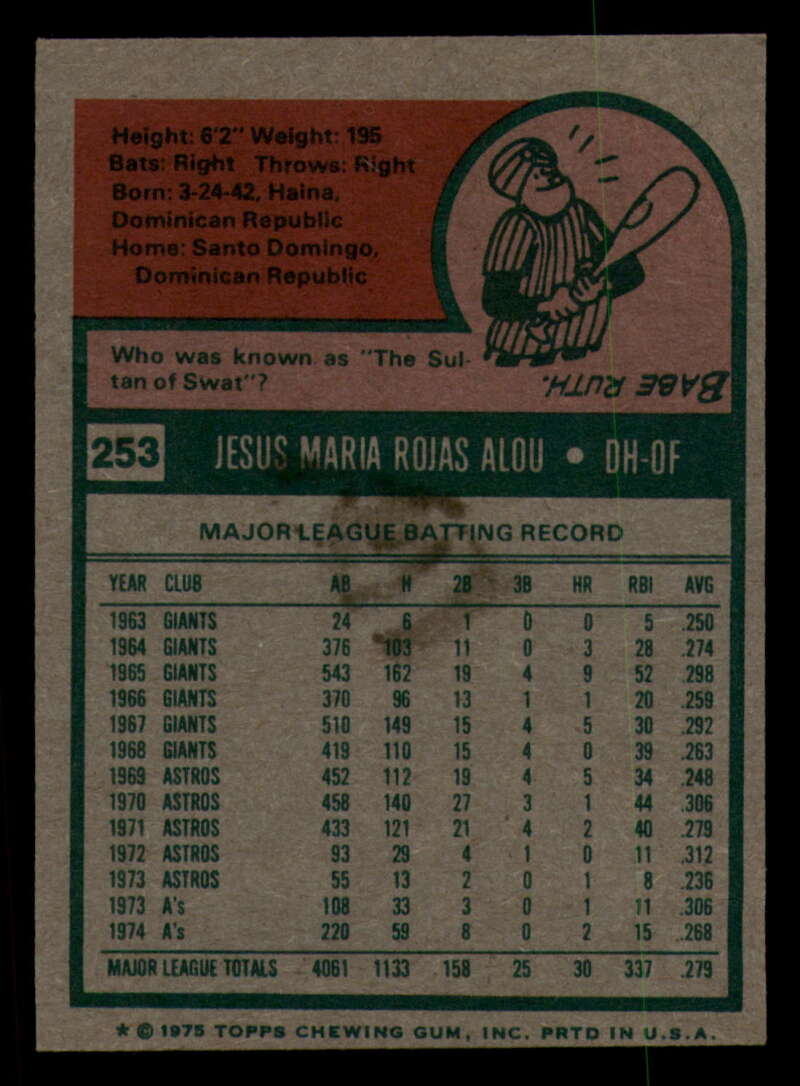 Height: 6'2" Weight: 195
Bats: Right Throws: Right
Born: 3-24-42, Haina,
Dominican Republic
Home: Santo Domingo,
Dominican Republic
Who was known as "The Sul-
tan of Swat"?
BABE RUTH.
253 JESUS MARIA ROJAS ALOU • DH-OF
MAJOR LEAGUE BATTING RECORD
YEAR CLUB AB H 2B 3B HR RBI AVG
1963 GIANTS 24 6 1 0 0 5 .250
1964 GIANTS 376 103 11 0 3 28 .274
1965 GIANTS 543 162 19 4 9 52 .298
1966 GIANTS 370 96 13 1 1 20 .259
1967 GIANTS 510 149 15 4 5 30 .292
1968 GIANTS 419 110 15 4 0 39 .263
1969 ASTROS 452 112 19 4 5 34 .248
1970 ASTROS 458 140 27 3 1 44 .306
1971 ASTROS 433 121 21 4 2 40 .279
1972 ASTROS 93 29 4 1 0 11 .312
1973 ASTROS 55 13 2 0 1 8 .236
1973 A's 108 33 3 0 1 11 .306
1974 A's 220 59 8 0 2 15 .268
MAJOR LEAGUE TOTALS 4061 1133 158 25 30 337 .279
* © 1975 TOPPS CHEWING GUM, INC. PRTD IN U.S.A.